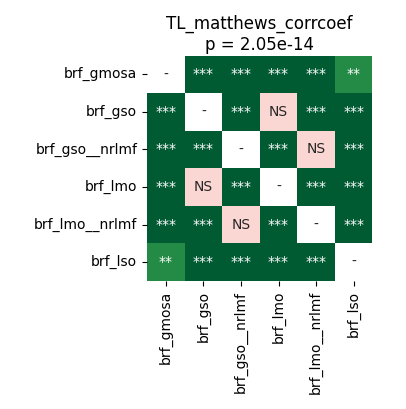 TL_matthews_corrcoef
p = 2.05e-14
brf_gmosa - *** *** *** *** **
brf_gso *** - *** NS *** ***
brf_gso__nrlmf *** *** - *** NS ***
brf_lmo *** NS *** - *** ***
brf_lmo__nrlmf *** *** NS *** - ***
brf_lso ** *** *** *** *** -
brf_gmosa
brf_gso
brf_gso__nrlmf
brf_lmo
brf_lmo__nrlmf
brf_lso